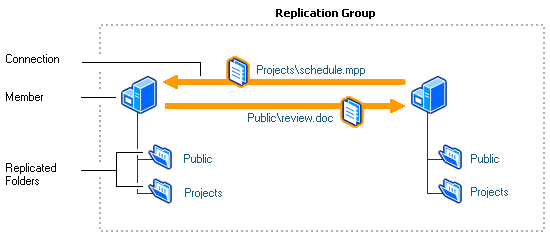 Replication Group
Connection
Projects\schedule.mpp
Member
Public\review.doc
Replicated
Folders
Public
Projects
Public
Projects